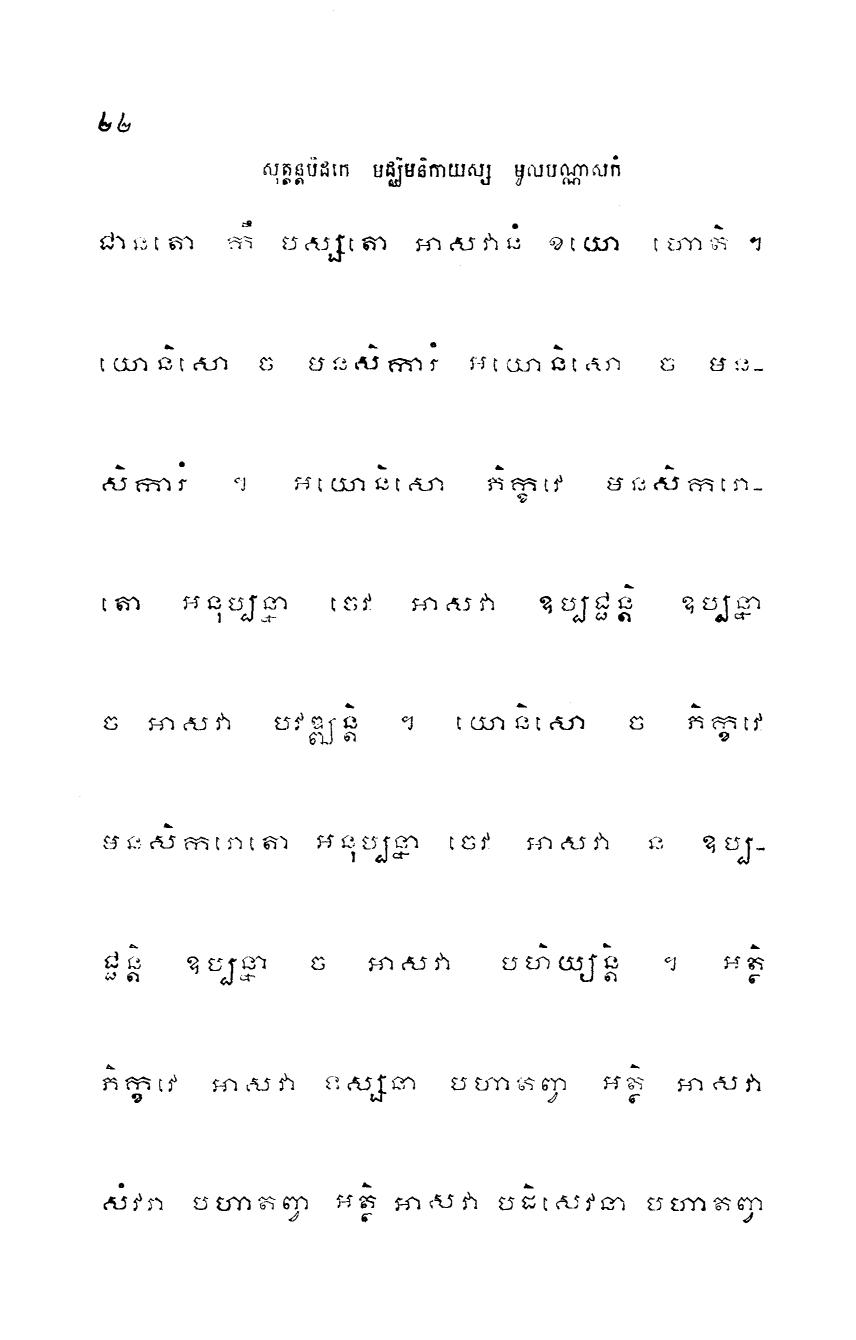 ២២
សុត្តន្តបិដកេ មជ្ឈិមនិកាយស្ស មូលបណ្ណាសកំ
ជានតោ កឹ បស្សតោ អាសវានំ ខយោ ហោតិ ។
យោនិសោ ច មនសិការំ អយោនិសោ ច មន-
សិការំ ។ អយោនិសោ ភិក្ខវេ មនសិករោ-
តោ អនុប្បន្នា ចេវ អាសវា ឧប្បជ្ជន្តិ ឧប្បន្នា
ច អាសវា បវឌ្ឍន្តិ ។ យោនិសោ ច ភិក្ខវេ
មនសិករោតោ អនុប្បន្នា ចេវ អាសវា ន ឧប្ប-
ជ្ជន្តិ ឧប្បន្នា ច អាសវា បហិយ្យន្តិ ។ អត្ថិ
ភិក្ខវេ អាសវា ទស្សនា បហាតព្វា អត្ថិ អាសវា
សំវរា បហាតព្វា អត្ថិ អាសវា បដិសេវនា បហាតព្វា